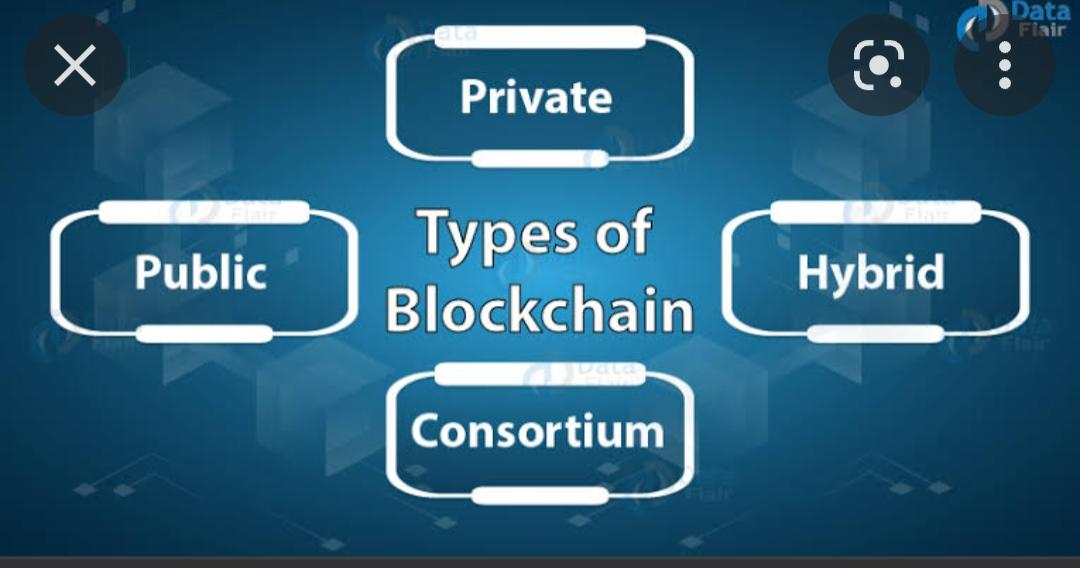 Data
Flair
Private
Types of
Blockchain
Public
Hybrid
Consortium